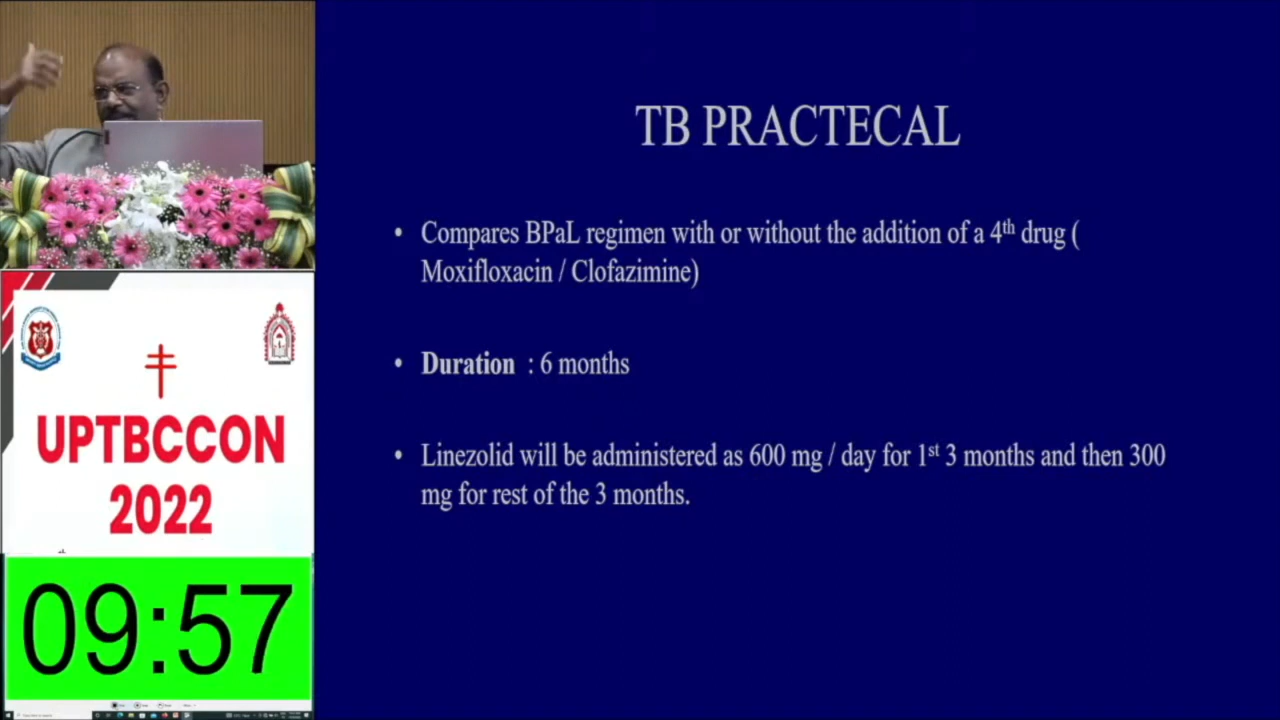 TB PRACTECAL
• Compares BPaL regimen with or without the addition of a 4th drug (
Moxifloxacin / Clofazimine)
• Duration : 6 months
• Linezolid will be administered as 600 mg / day for 1st 3 months and then 300
mg for rest of the 3 months.
UPTBCCON
2022
09:57